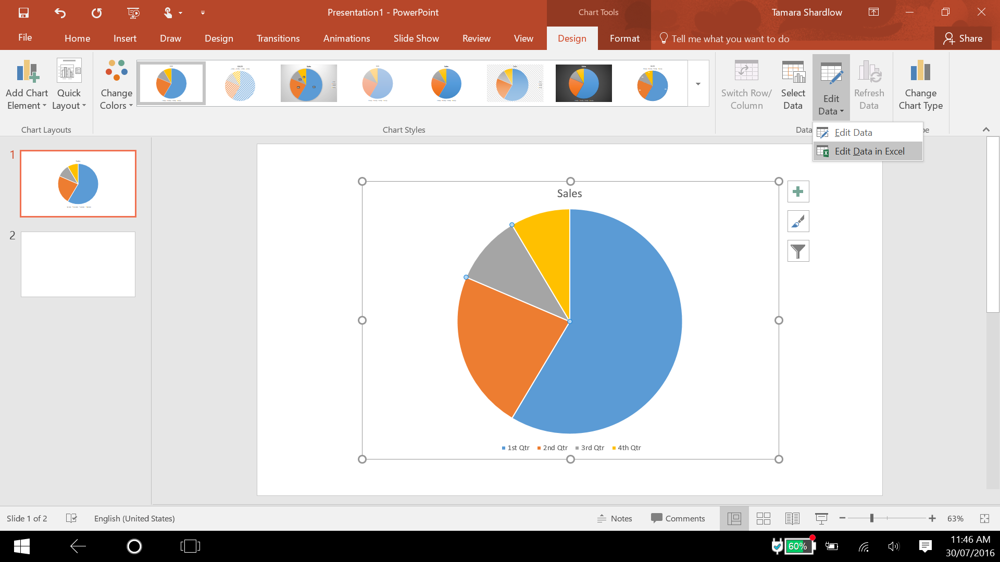 Presentation1 - PowerPoint
Chart Tools
Tamara Shardlow
File
Home
Insert
Draw
Design
Transitions
Animations
Slide Show
Review
View
Design
Format
Tell me what you want to do
Share
Add Chart
Element
Quick
Layout
Change
Colors
Switch Row/
Column
Select
Data
Edit
Data
Refresh
Data
Change
Chart Type
Chart Layouts
Chart Styles
Data
pe
Edit Data
Edit Data in Excel
1
Sales
2
Sales
1st Qtr
2nd Qtr
3rd Qtr
4th Qtr
Slide 1 of 2
English (United States)
Notes
Comments
63%
60%
11:46 AM
30/07/2016